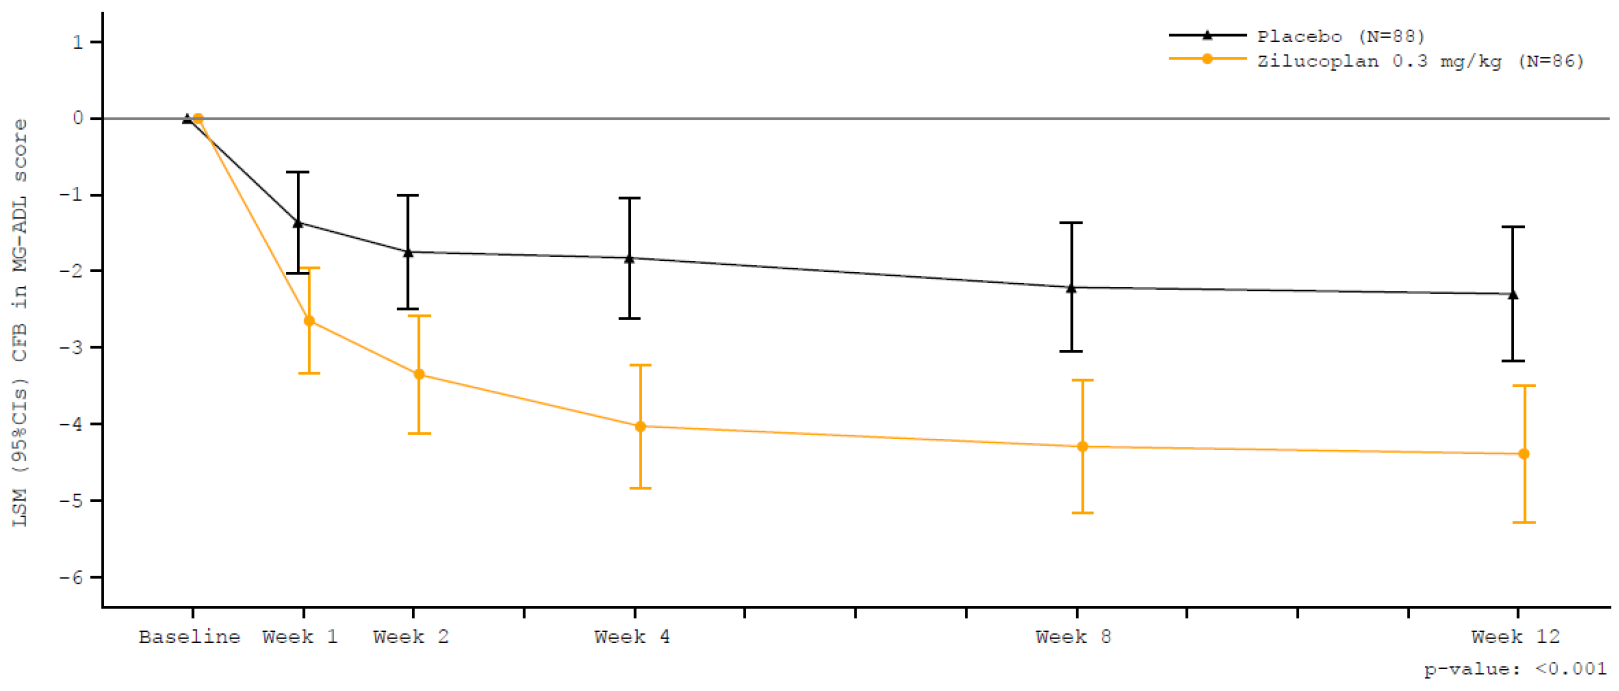 Placebo (N=88)
Zilucoplan 0.3 mg/kg (N=86)
LSM (95%CIs) CFB in MG-ADL score
1
0
-1
-2
-3
-4
-5
-6
Baseline Week 1 Week 2 Week 4 Week 8 Week 12
p-value: <0.001